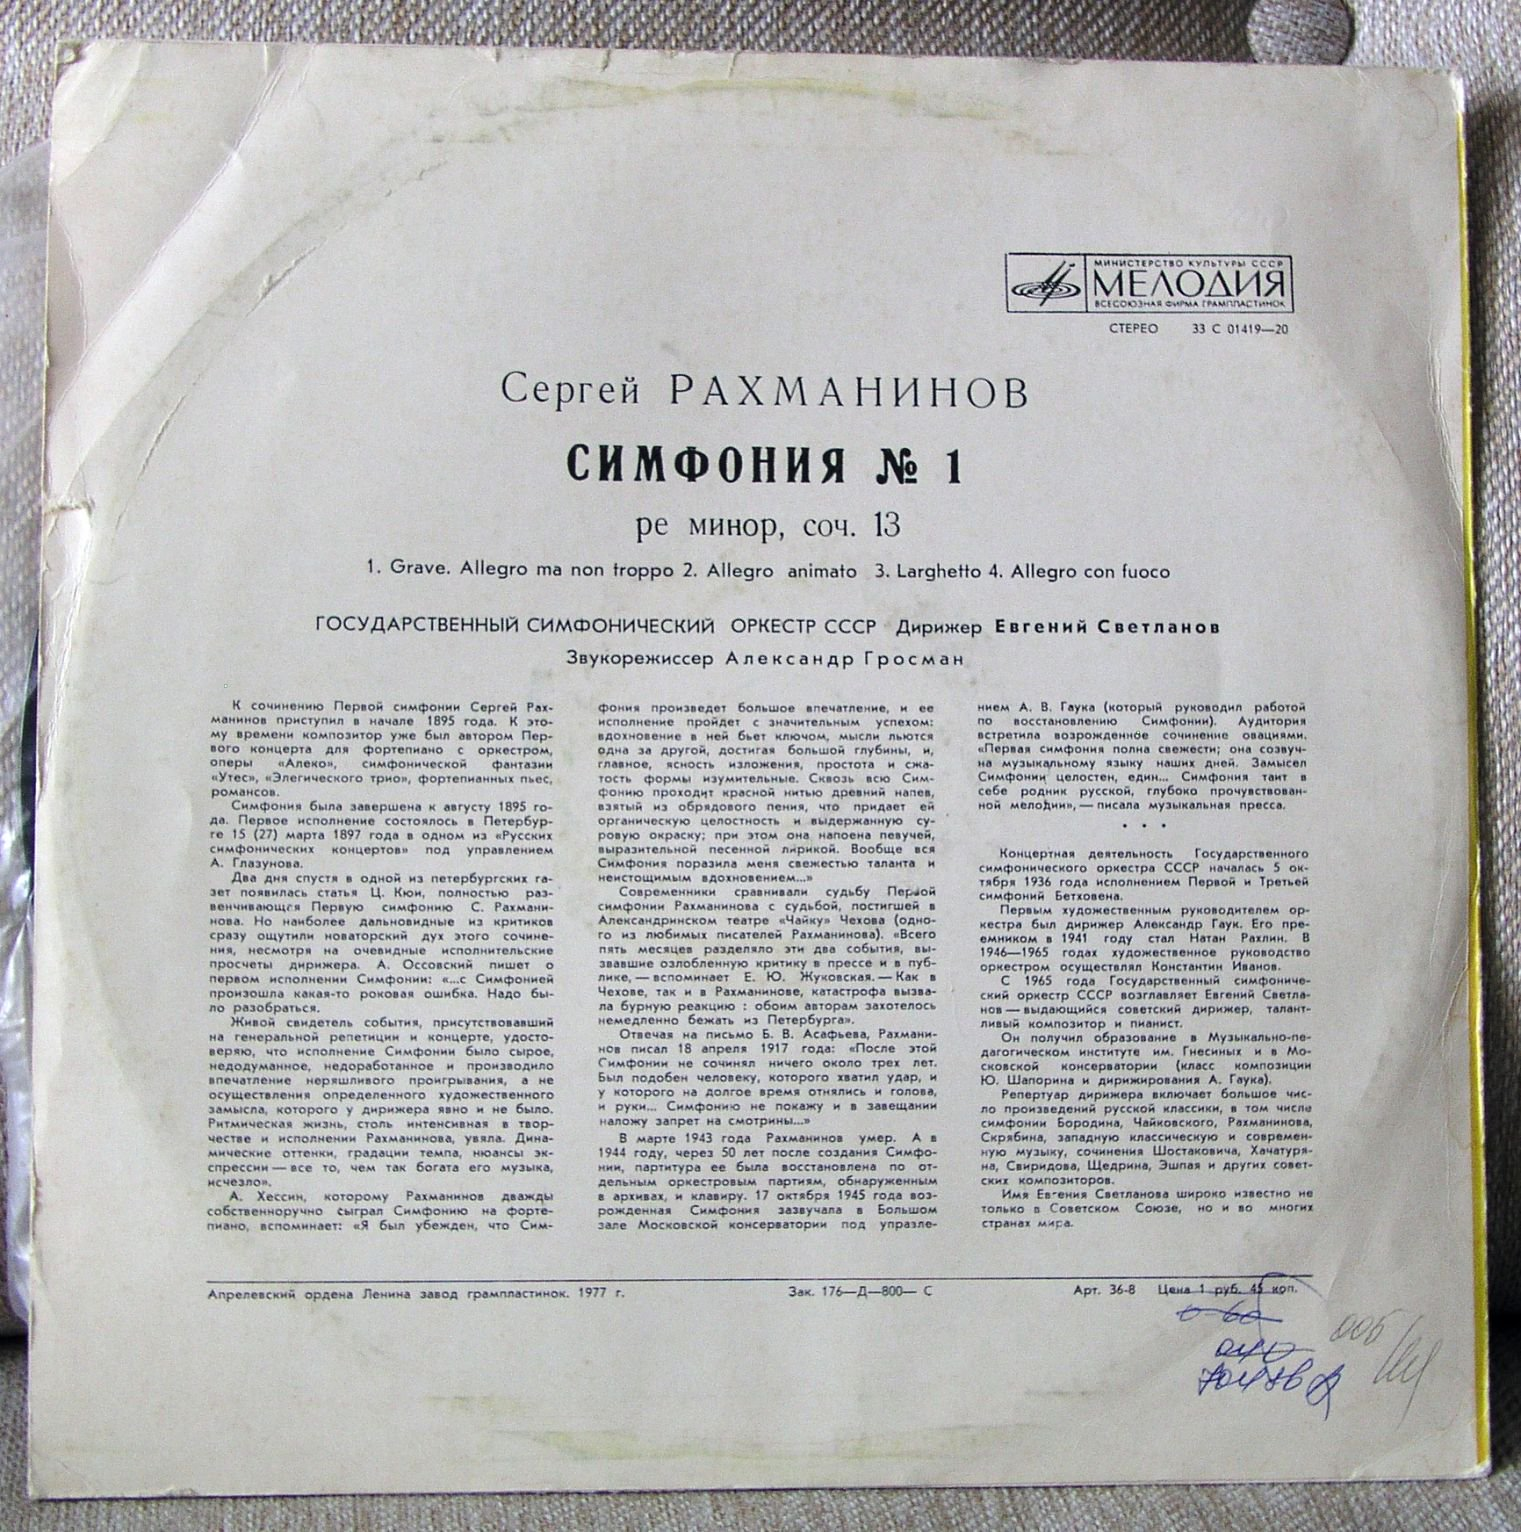 МИНИСТЕРСТВО КУЛЬТУРЫ СССР
МЕЛОДИЯ
ВСЕСОЮЗНАЯ ФИРМА ГРАМПЛАСТИНОК
СТЕРЕО 33 С 01419—20
Сергей РАХМАНИНОВ
СИМФОНИЯ № 1
ре минор, соч. 13
1. Grave. Allegro ma non troppo 2. Allegro animato 3. Larghetto 4. Allegro con fuoco
ГОСУДАРСТВЕННЫЙ СИМФОНИЧЕСКИЙ ОРКЕСТР СССР Дирижер Евгений Светланов
Звукорежиссер Александр Гросман
К сочинению Первой симфонии Сергей Рах-
манинов приступил в начале 1895 года. К это-
му времени композитор уже был автором Пер-
вого концерта для фортепиано с оркестром,
оперы «Алеко», симфонической фантазии
«Утес», «Элегического трио», фортепианных пьес,
романсов.
Симфония была завершена к августу 1895 го-
да. Первое исполнение состоялось в Петербур-
ге 15 (27) марта 1897 года в одном из «Русских
симфонических концертов» под управлением
А. Глазунова.
Два дня спустя в одной из петербургских га-
зет появилась статья Ц. Кюи, полностью раз-
венчивающая Первую симфонию С. Рахмани-
нова. Но наиболее дальновидные из критиков
сразу ощутили новаторский дух этого сочине-
ния, несмотря на очевидные исполнительские
просчеты дирижера. А. Оссовский пишет о
первом исполнении Симфонии: «...с Симфонией
произошла какая-то роковая ошибка. Надо бы-
ло разобраться.
Живой свидетель события, присутствовавший
на генеральной репетиции и концерте, удосто-
веряю, что исполнение Симфонии было сырое,
недодуманное, недоработанное и производило
впечатление неряшливого проигрывания, а не
осуществления определенного художественного
замысла, которого у дирижера явно и не было.
Ритмическая жизнь, столь интенсивная в твор-
честве и исполнении Рахманинова, увяла. Дина-
мические оттенки, градации темпа, нюансы эк-
спрессии — все то, чем так богата его музыка,
исчезло».
А. Хессин, которому Рахманинов дважды
собственноручно сыграл Симфонию на форте-
пиано, вспоминает: «Я был убежден, что Сим-
фония произведет большое впечатление, и ее
исполнение пройдет с значительным успехом:
вдохновение в ней бьет ключом, мысли льются
одна за другой, достигая большой глубины, и,
главное, ясность изложения, простота и сжа-
тость формы изумительные. Сквозь всю Сим-
фонию проходит красной нитью древний напев,
взятый из обрядового пения, что придает ей
органическую целостность и выдержанную су-
ровую окраску; при этом она напоена певучей,
выразительной песенной лирикой. Вообще вся
Симфония поразила меня свежестью таланта и
неистощимым вдохновением...»
Современники сравнивали судьбу Первой
симфонии Рахманинова с судьбой, постигшей в
Александринском театре «Чайку» Чехова (одно-
го из любимых писателей Рахманинова). «Всего
пять месяцев разделяло эти два события, вы-
звавшие озлобленную критику в прессе и в пуб-
лике, — вспоминает Е. Ю. Жуковская. — Как в
Чехове, так и в Рахманинове, катастрофа вызва-
ла бурную реакцию : обоим авторам захотелось
немедленно бежать из Петербурга».
Отвечая на письмо Б. В. Асафьева, Рахмани-
нов писал 18 апреля 1917 года: «После этой
Симфонии не сочинял ничего около трех лет.
Был подобен человеку, которого хватил удар, и
у которого на долгое время отнялись и голова,
и руки... Симфонию не покажу и в завещании
наложу запрет на смотрины...»
В марте 1943 года Рахманинов умер. А в
1944 году, через 50 лет после создания Симфо-
нии, партитура ее была восстановлена по от-
дельным оркестровым партиям, обнаруженным
в архивах, и клавиру. 17 октября 1945 года воз-
рожденная Симфония зазвучала в Большом
зале Московской консерватории под управле-
нием А. В. Гаука (который руководил работой
по восстановлению Симфонии). Аудитория
встретила возрожденное сочинение овациями.
«Первая симфония полна свежести; она созвуч-
на музыкальному языку наших дней. Замысел
Симфонии целостен, един... Симфония таит в
себе родник русской, глубоко прочувствован-
ной мелодии», — писала музыкальная пресса.
• • •
Концертная деятельность Государственного
симфонического оркестра СССР началась 5 ок-
тября 1936 года исполнением Первой и Третьей
симфоний Бетховена.
Первым художественным руководителем ор-
кестра был дирижер Александр Гаук. Его пре-
емником в 1941 году стал Натан Рахлин. В
1946—1965 годах художественное руководство
оркестром осуществлял Константин Иванов.
С 1965 года Государственный симфониче-
ский оркестр СССР возглавляет Евгений Светла-
нов — выдающийся советский дирижер, талант-
ливый композитор и пианист.
Он получил образование в Музыкально-пе-
дагогическом институте им. Гнесиных и в Мо-
сковской консерватории (класс композиции
Ю. Шапорина и дирижирования А. Гаука).
Репертуар дирижера включает большое чис-
ло произведений русской классики, в том числе
симфонии Бородина, Чайковского, Рахманинова,
Скрябина, западную классическую и современ-
ную музыку, сочинения Шостаковича, Хачатуря-
на, Свиридова, Щедрина, Эшпая и других совет-
ских композиторов.
Имя Евгения Светланова широко известно не
только в Советском Союзе, но и во многих
странах мира.
Апрелевский ордена Ленина завод грампластинок. 1977 г. Зак. 176—Д—800— С Арт. 36-8 Цена 1 руб. 45 коп.
0-60